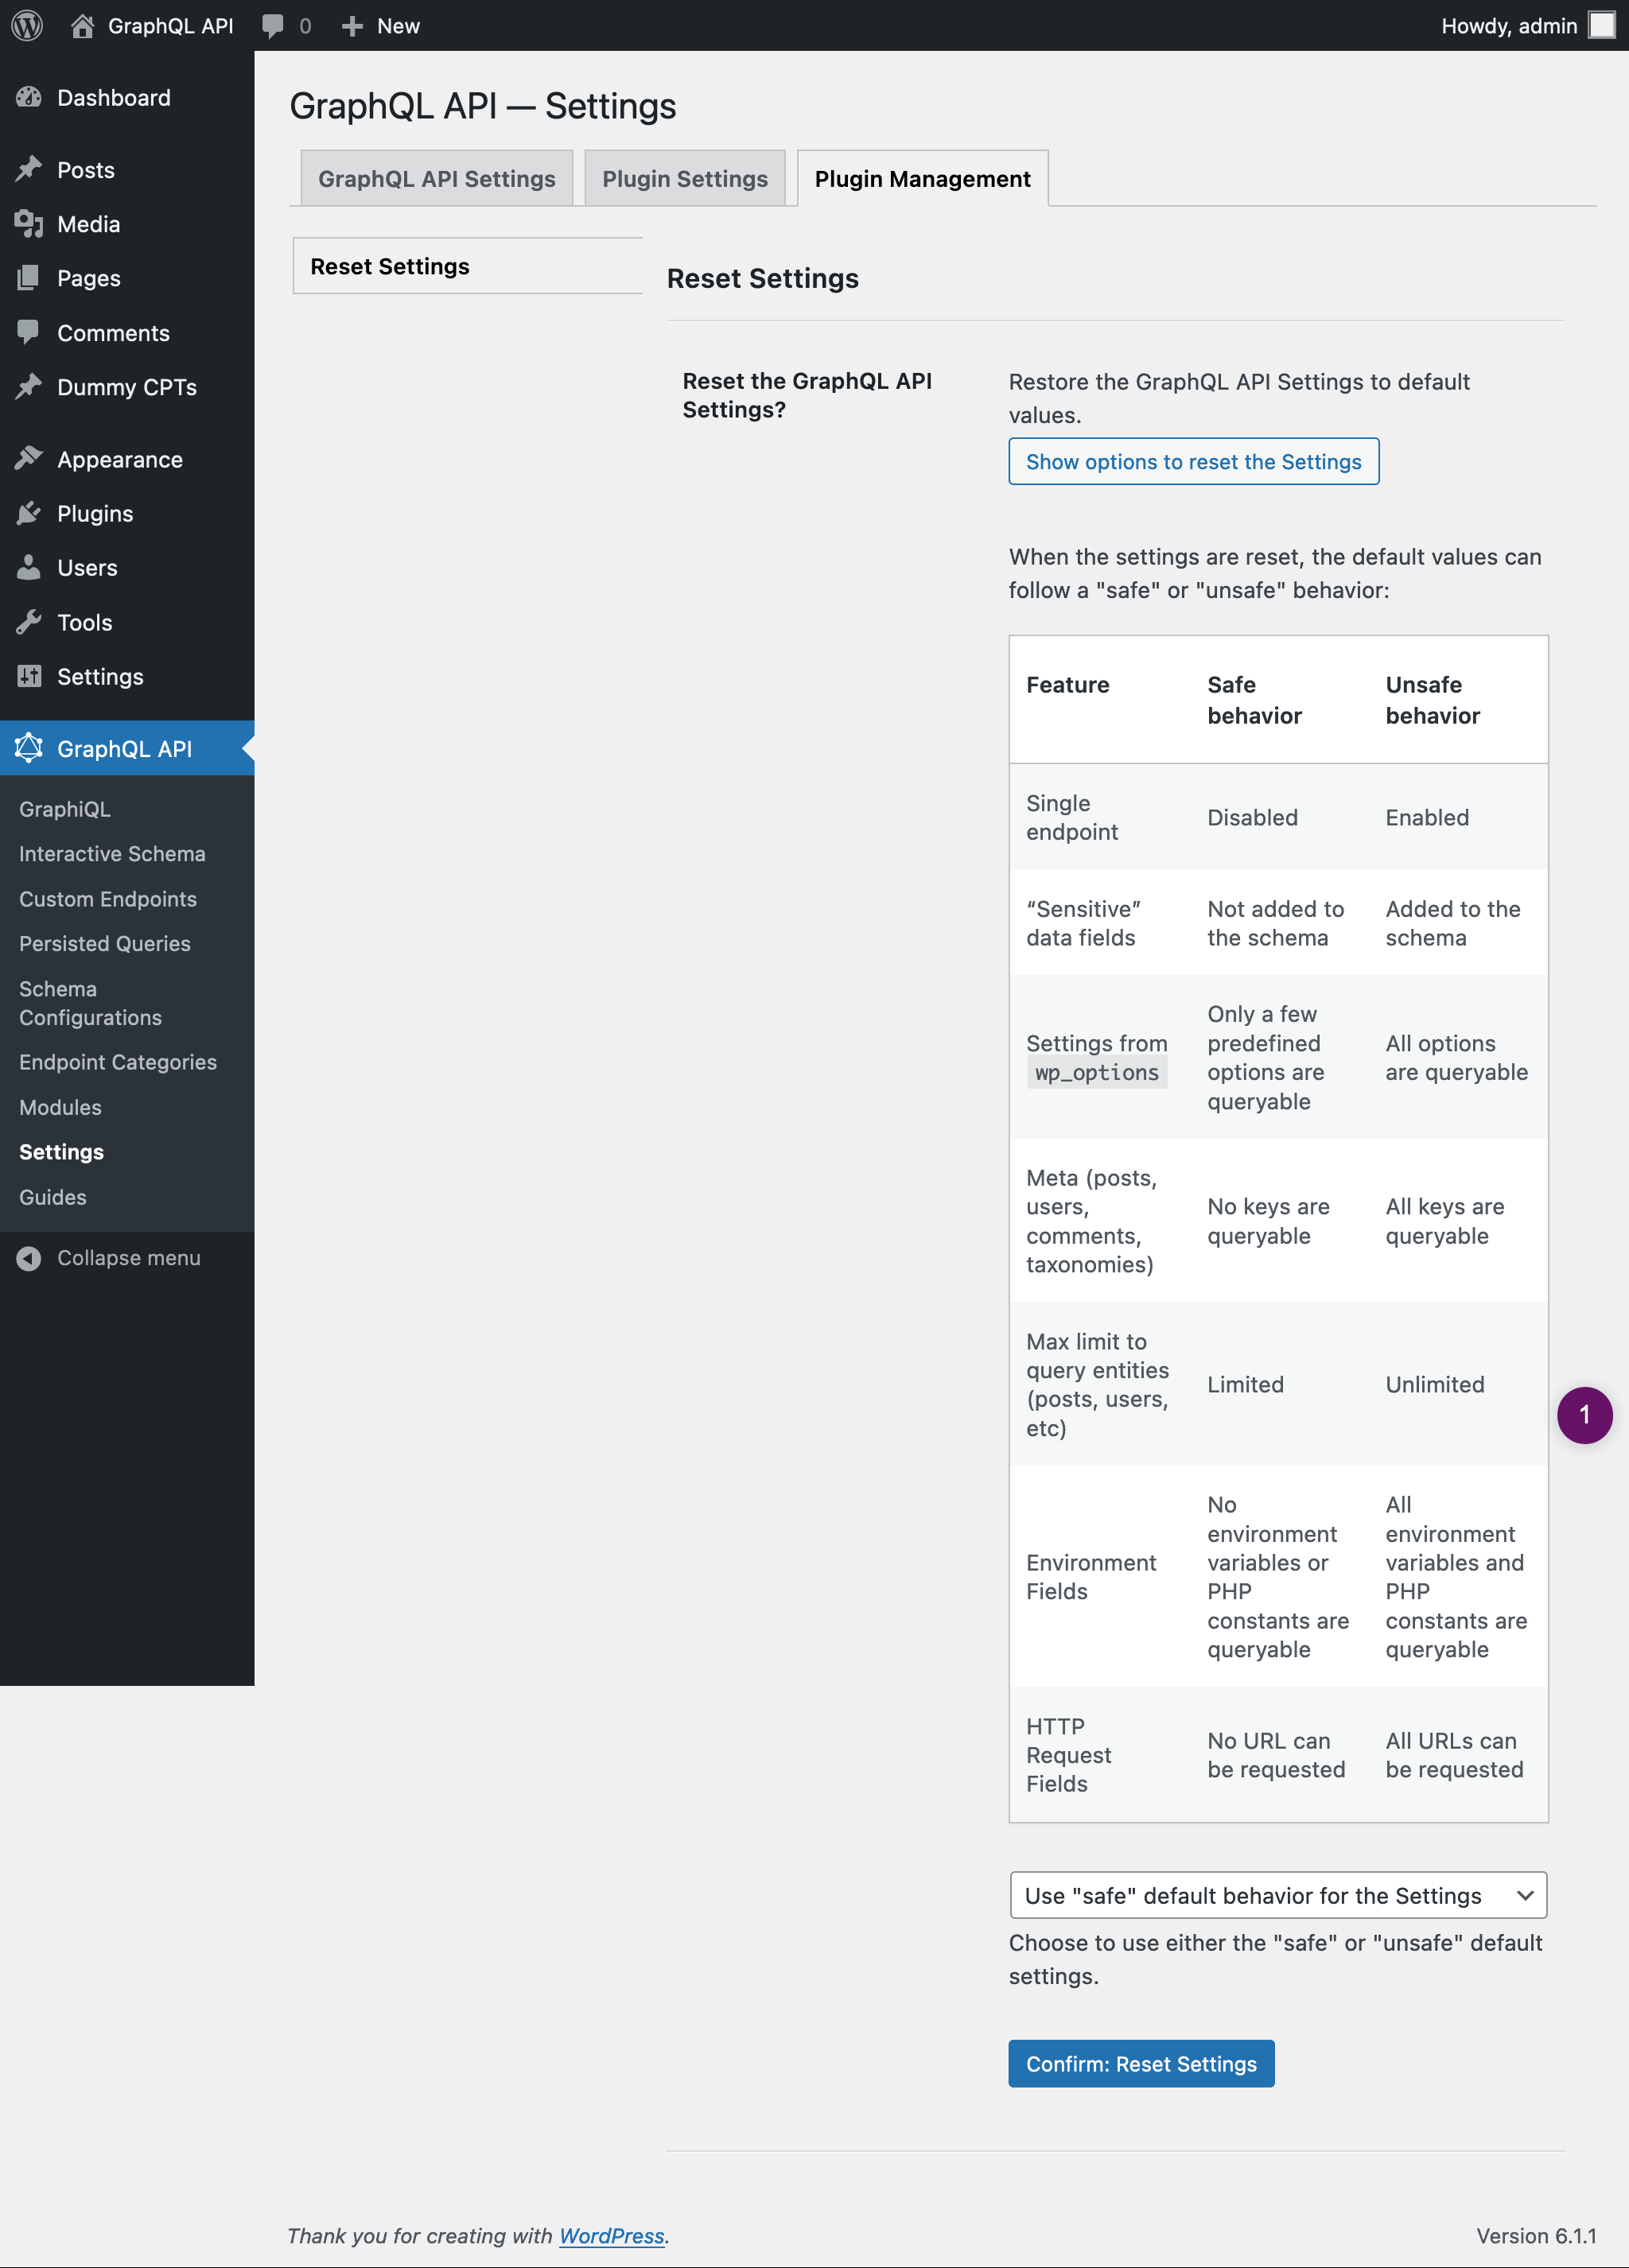 GraphQL API
0
New
Howdy, admin
Dashboard
Posts
Media
Pages
Comments
Dummy CPTs
Appearance
Plugins
Users
Tools
Settings
GraphQL API
GraphiQL
Interactive Schema
Custom Endpoints
Persisted Queries
Schema
Configurations
Endpoint Categories
Modules
Settings
Guides
Collapse menu
GraphQL API — Settings
GraphQL API Settings
Plugin Settings
Plugin Management
Reset Settings
Reset Settings
Reset the GraphQL API
Settings?
Restore the GraphQL API Settings to default
values.
Show options to reset the Settings
When the settings are reset, the default values can
follow a "safe" or "unsafe" behavior:
Feature
Safe
behavior
Unsafe
behavior
Single
endpoint
Disabled
Enabled
“Sensitive”
data fields
Not added to
the schema
Added to the
schema
Settings from
wp_options
Only a few
predefined
options are
queryable
All options
are queryable
Meta (posts,
users,
comments,
taxonomies)
No keys are
queryable
All keys are
queryable
Max limit to
query entities
(posts, users,
etc)
Limited
Unlimited
1
Environment
Fields
No
environment
variables or
PHP
constants are
queryable
All
environment
variables and
PHP
constants are
queryable
HTTP
Request
Fields
No URL can
be requested
All URLs can
be requested
Use "safe" default behavior for the Settings
Choose to use either the "safe" or "unsafe" default
settings.
Confirm: Reset Settings
Thank you for creating with WordPress.
Version 6.1.1